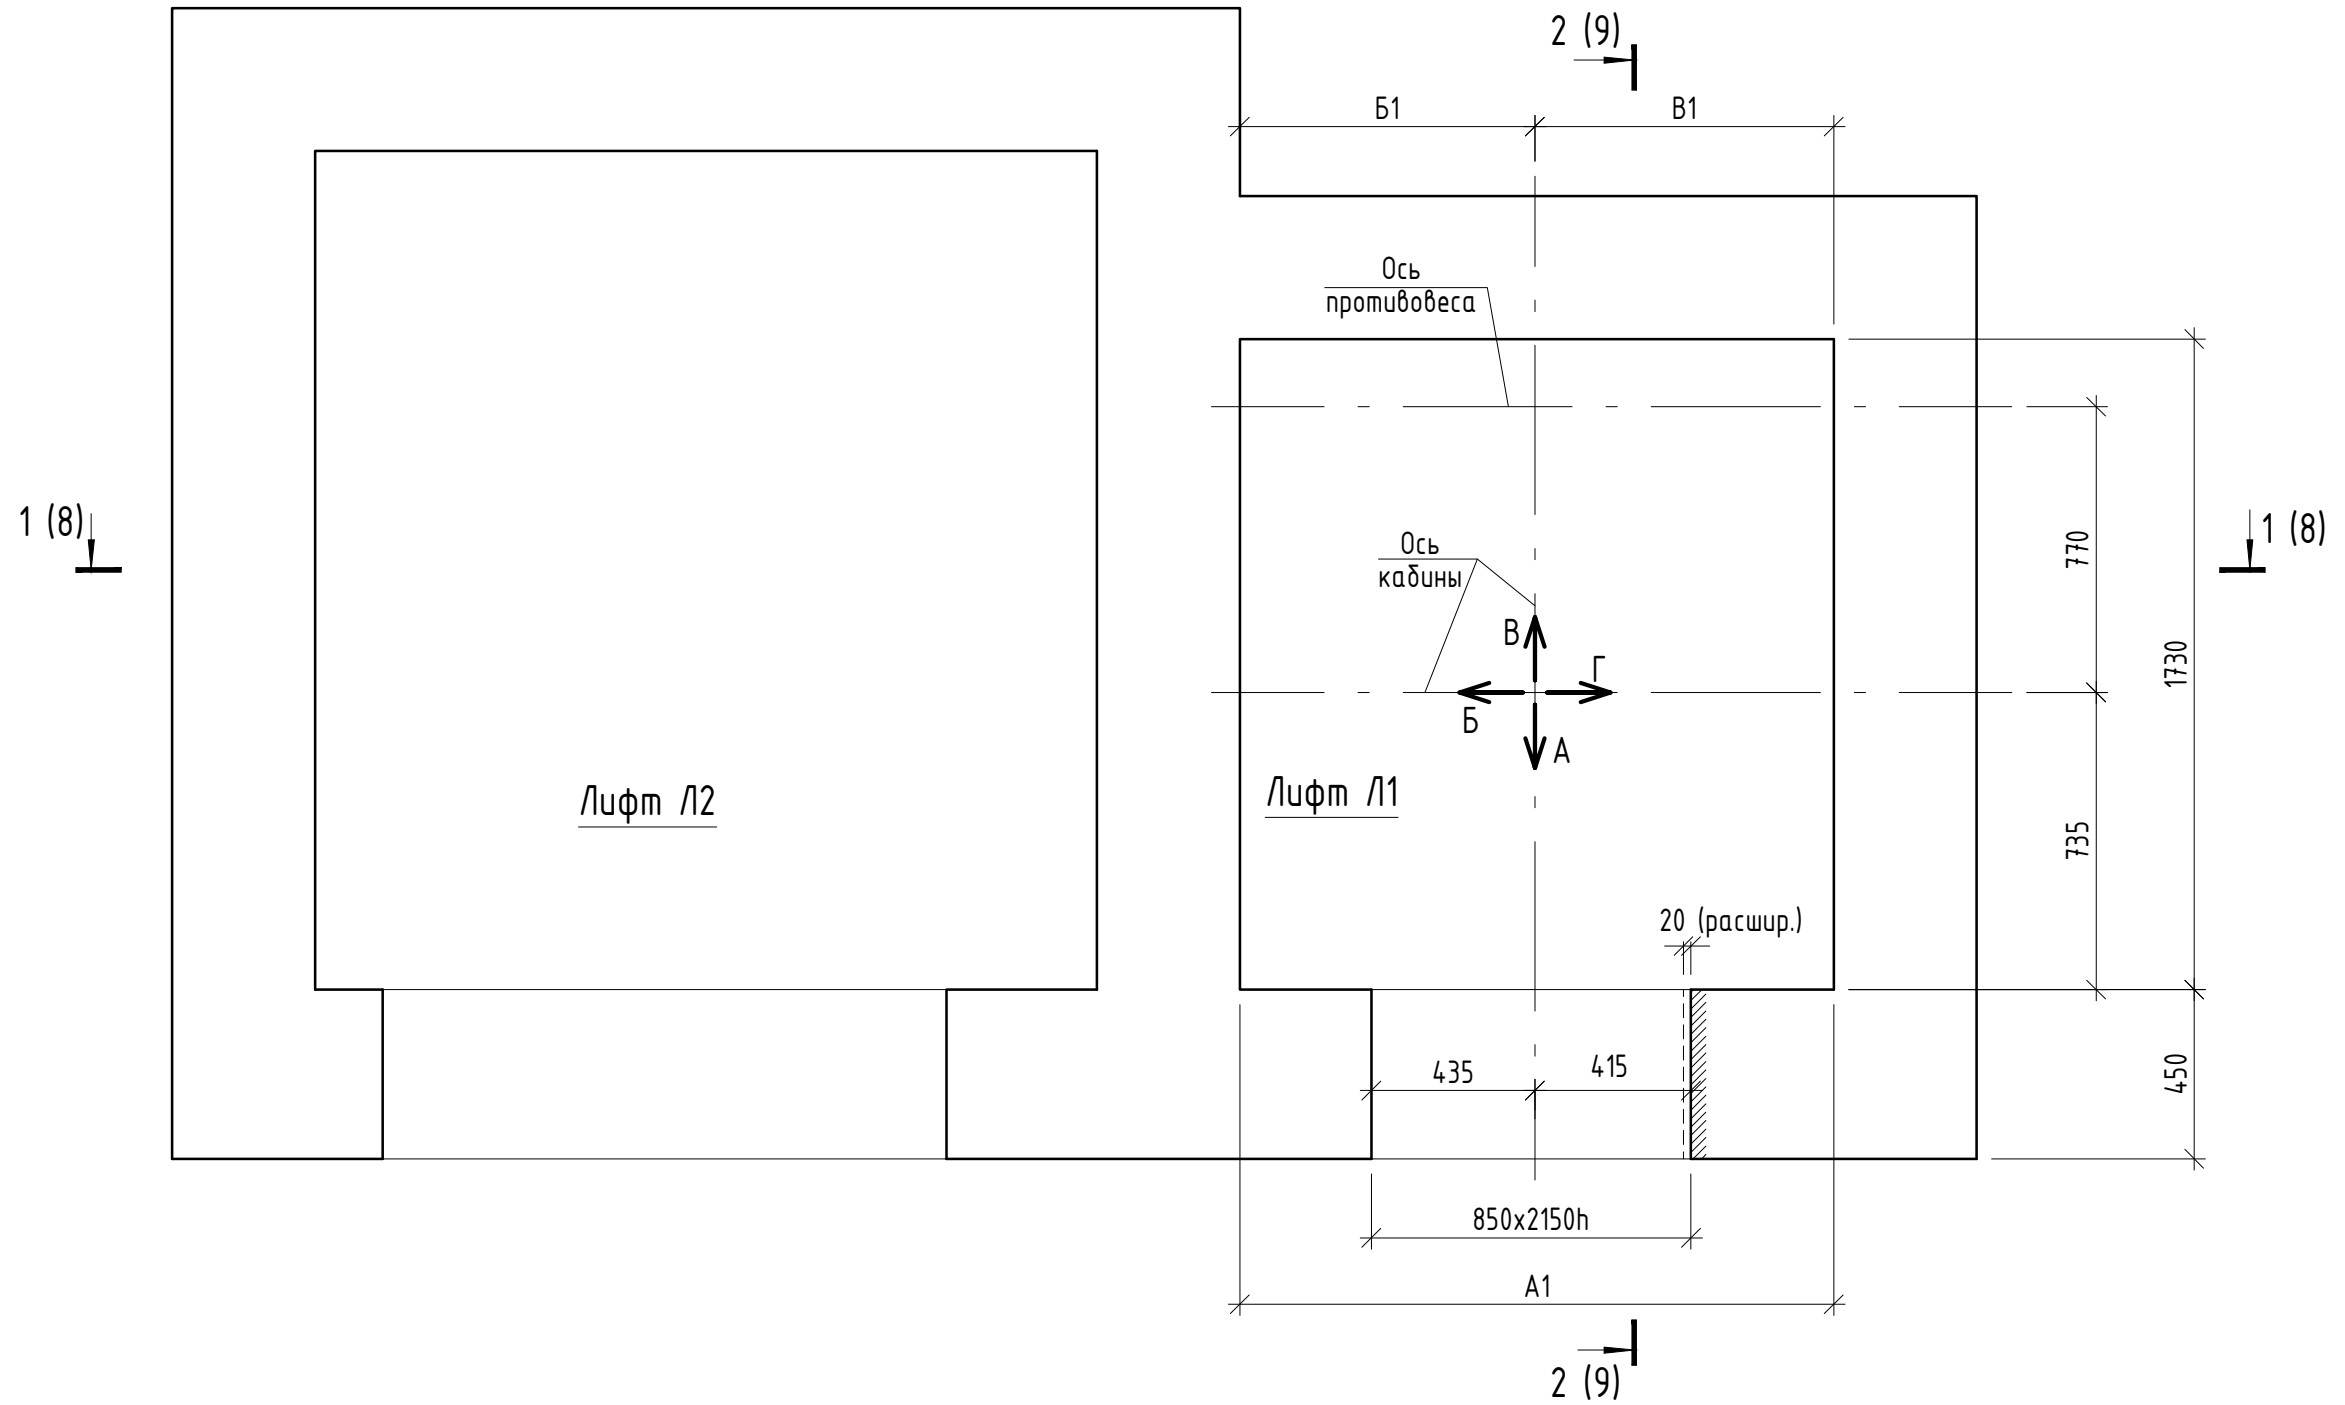 2 (9)
Б1
В1
Ось
противовеса
1 (8)
1 (8)
770
Ось
кабины
В
Г
1730
Б
А
Лифт Л2
Лифт Л1
735
20 (расшир.)
435
415
450
850x2150h
А1
2 (9)